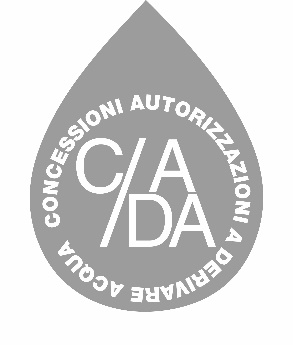 CONCESSIONI AUTORIZZAZIONI A DERIVARE ACQUA
C/A
/DA